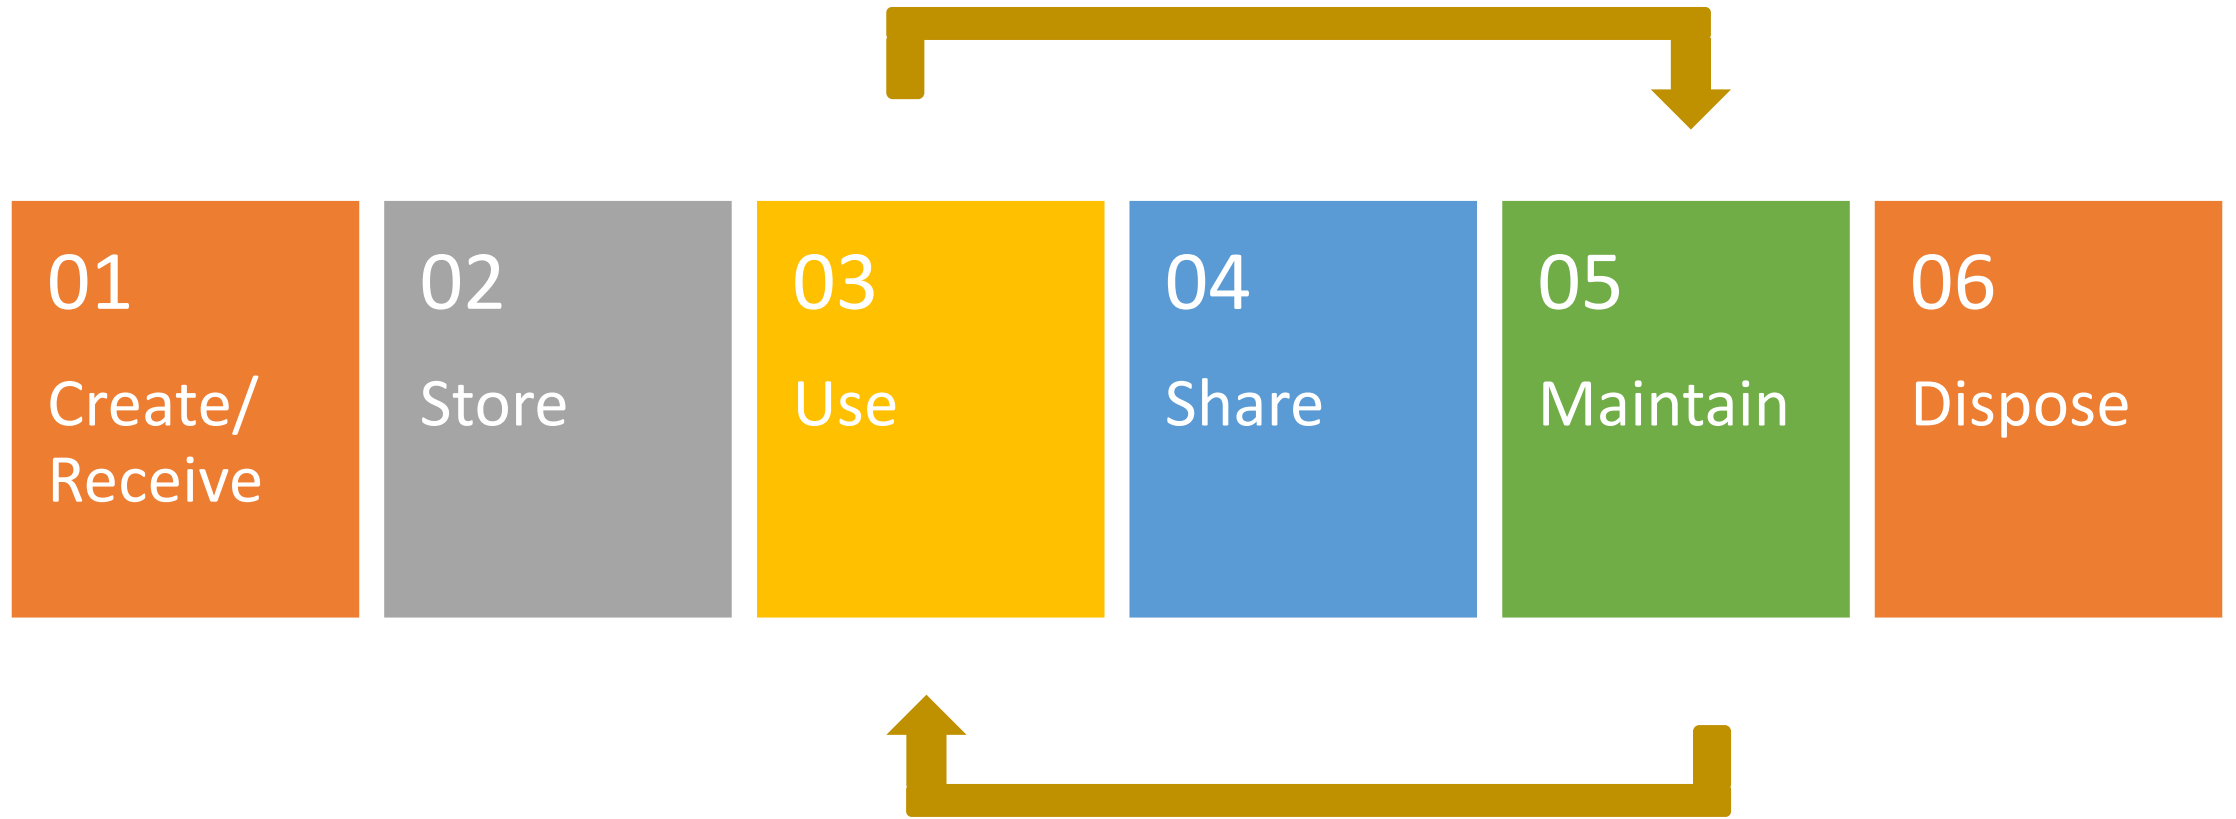 01
Create/
Receive
02
Store
03
Use
04
Share
05
Maintain
06
Dispose